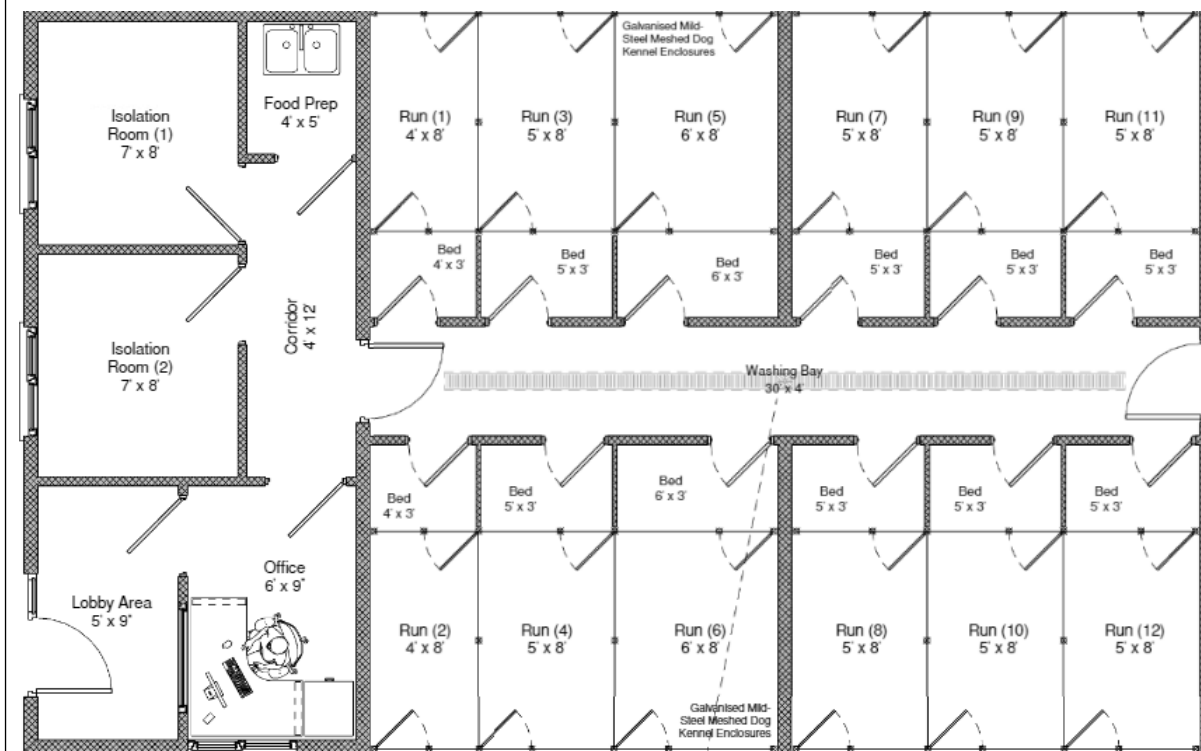 Galvanised Mild-
Steel Meshed Dog
Kennel Enclosures
Isolation
Room (1)
7' x 8'
Food Prep
4' x 5'
Run (1)
4' x 8'
Run (3)
5' x 8'
Run (5)
6' x 8'
Run (7)
5' x 8'
Run (9)
5' x 8'
Run (11)
5' x 8'
Bed
4' x 3'
Bed
5' x 3'
Bed
6' x 3'
Bed
5' x 3'
Bed
5' x 3'
Bed
5' x 3'
Corridor
4' x 12'
Isolation
Room (2)
7' x 8'
Washing Bay
30' x 4'
Bed
4' x 3'
Bed
5' x 3'
Bed
6' x 3'
Bed
5' x 3'
Bed
5' x 3'
Bed
5' x 3'
Office
6' x 9"
Lobby Area
5' x 9"
Run (2)
4' x 8'
Run (4)
5' x 8'
Run (6)
6' x 8'
Run (8)
5' x 8'
Run (10)
5' x 8'
Run (12)
5' x 8'
Galvanised Mild-
Steel Meshed Dog
Kennel Enclosures